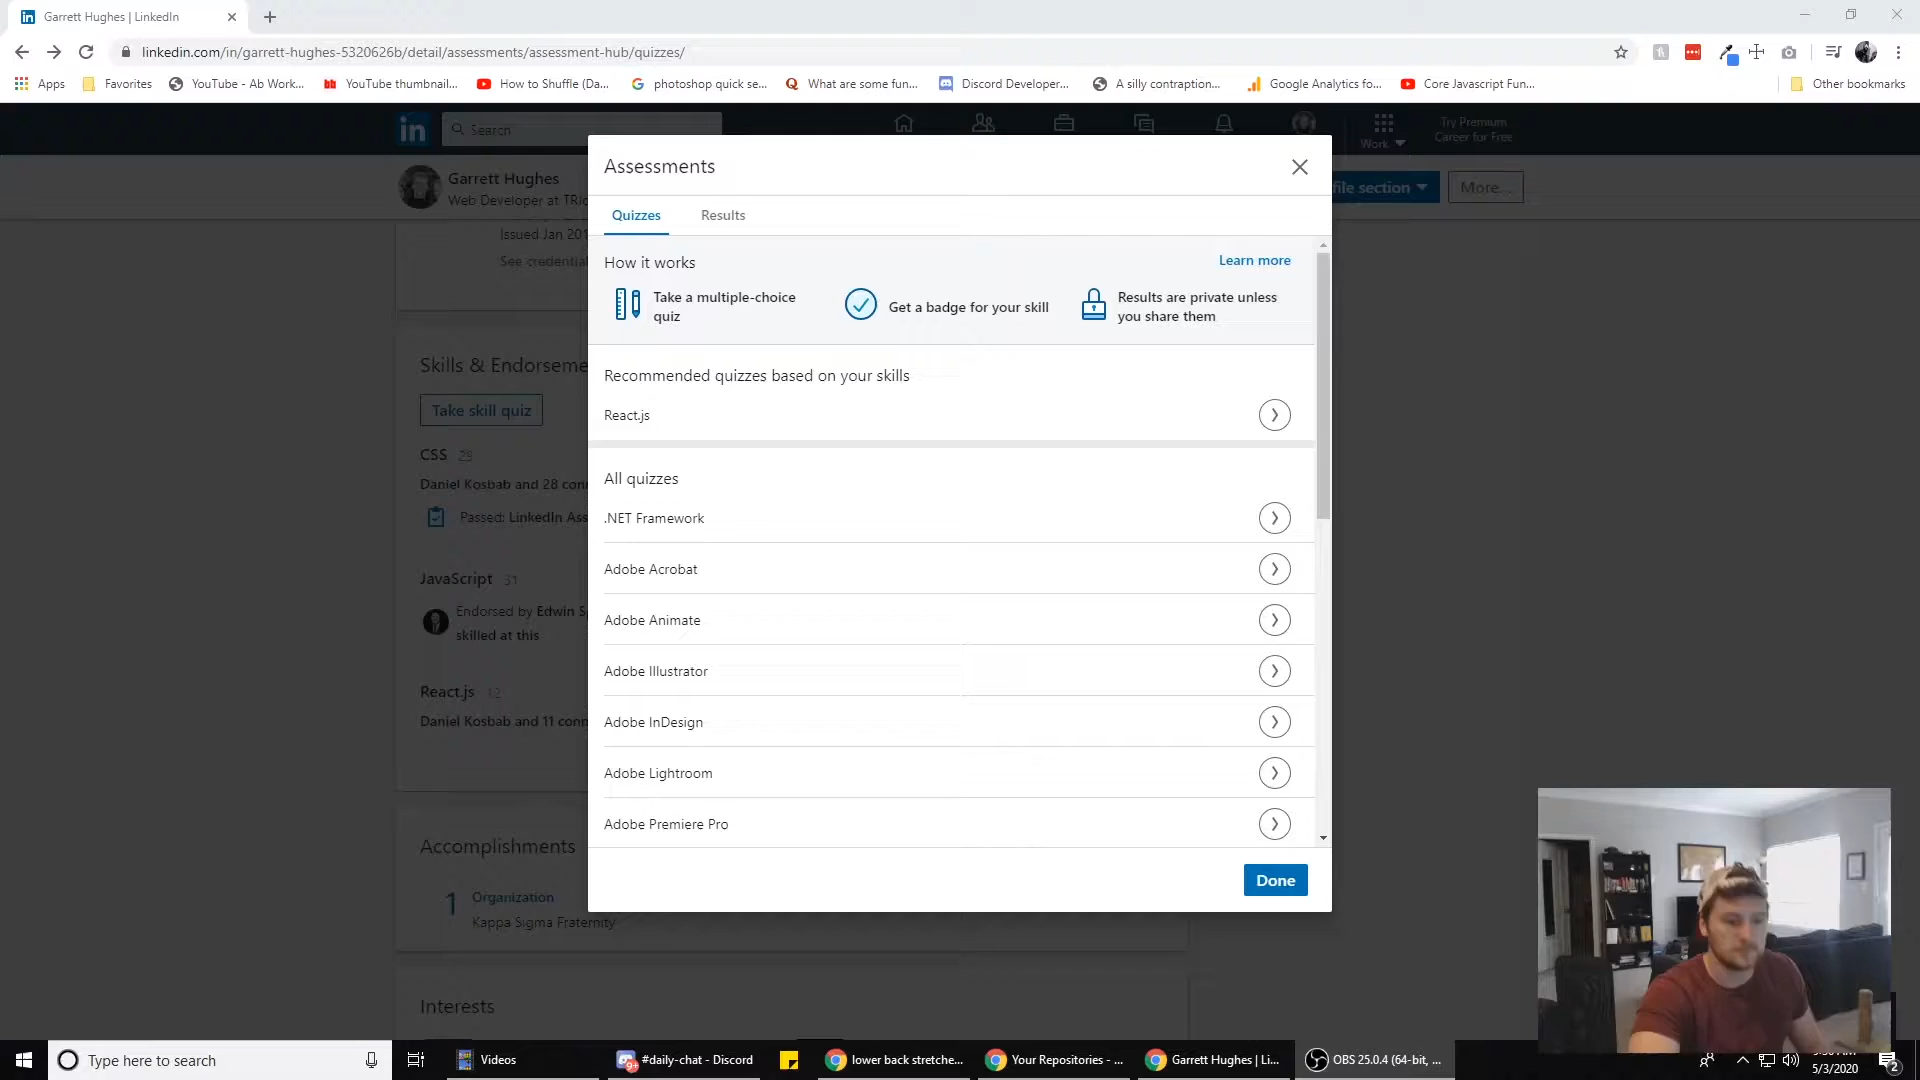 Garrett Hughes | LinkedIn
linkedin.com/in/garrett-hughes-5320626b/detail/assessments/assessment-hub/quizzes/
Apps Favorites YouTube - Ab Work... YouTube thumbnail... How to Shuffle (Da... photoshop quick se... What are some fun... Discord Developer... A silly contraption... Google Analytics fo... Core Javascript Fun... Other bookmarks
in Search Work Try Premium
Career for Free
Garrett Hughes
Web Developer at
file section More...
Issued Jan
See credential
Skills & Endorseme
Take skill quiz
CSS 29
Daniel Kosbab and 28 con
Passed: LinkedIn Ass
JavaScript 31
Endorsed by Edwin S
skilled at this
React.js 12
Daniel Kosbab and 11 con
Accomplishments
1 Organization
Kappa Sigma Fraternity
Interests
Assessments
Quizzes Results
How it works Learn more
Take a multiple-choice
quiz
Get a badge for your skill
Results are private unless
you share them
Recommended quizzes based on your skills
React.js
All quizzes
.NET Framework
Adobe Acrobat
Adobe Animate
Adobe Illustrator
Adobe InDesign
Adobe Lightroom
Adobe Premiere Pro
Done
Type here to search Videos #daily-chat - Discord lower back stretche... Your Repositories - ... Garrett Hughes | Li... OBS 25.0.4 (64-bit, ...
5/3/2020
2